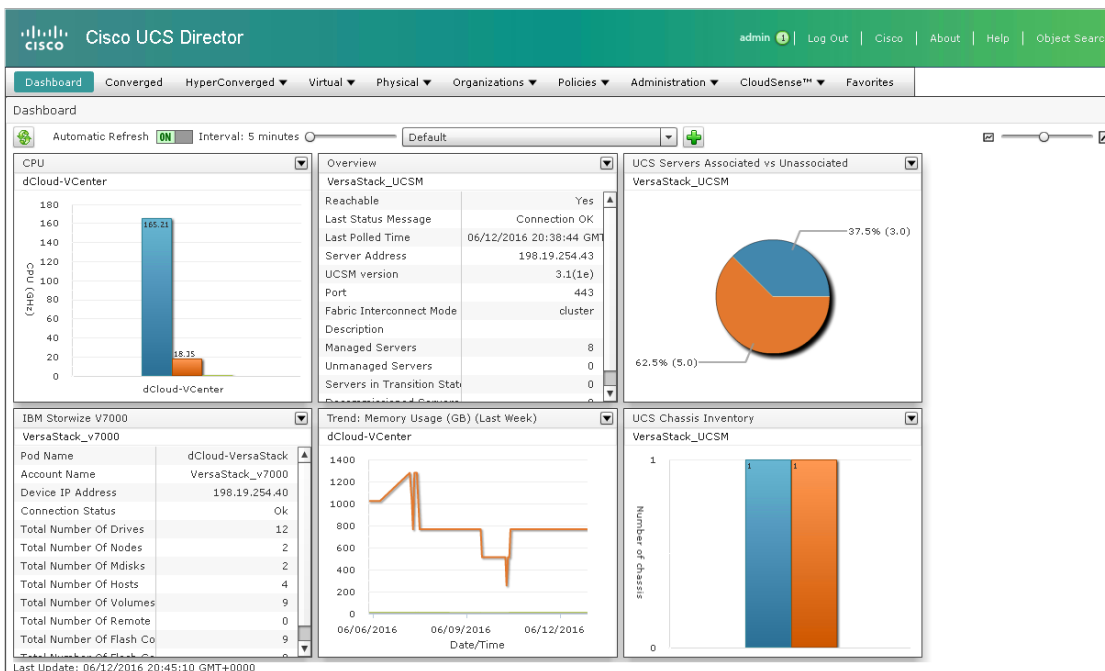 cisco Cisco UCS Director
admin 1 Log Out Cisco About Help Object Searc
Dashboard Converged HyperConverged Virtual Physical Organizations Policies Administration CloudSense™ Favorites
Dashboard
Automatic Refresh ON Interval: 5 minutes Default
CPU
dCloud-VCenter
180
160
140
120
100
80
60
40
20
0
CPU (GHz)
165.21
18.35
dCloud-VCenter
Overview
VersaStack_UCSM
Reachable Yes
Last Status Message Connection OK
Last Polled Time 06/12/2016 20:38:44 GMT
Server Address 198.19.254.43
UCSM version 3.1(1e)
Port 443
Fabric Interconnect Mode cluster
Description
Managed Servers 8
Unmanaged Servers 0
Servers in Transition Stat 0
UCS Servers Associated vs Unassociated
VersaStack_UCSM
37.5% (3.0)
62.5% (5.0)
IBM Storwize V7000
VersaStack_v7000
Pod Name dCloud-VersaStack
Account Name VersaStack_v7000
Device IP Address 198.19.254.40
Connection Status Ok
Total Number Of Drives 12
Total Number Of Nodes 2
Total Number Of Mdisks 2
Total Number Of Hosts 4
Total Number Of Volumes 9
Total Number Of Remote 0
Total Number Of Flash Co 9
Trend: Memory Usage (GB) (Last Week)
dCloud-VCenter
1400
1200
1000
800
600
400
200
0
06/06/2016 06/09/2016 06/12/2016
Date/Time
UCS Chassis Inventory
VersaStack_UCSM
1
0
Number of chassis
1 1
Last Update: 06/12/2016 20:45:10 GMT+0000